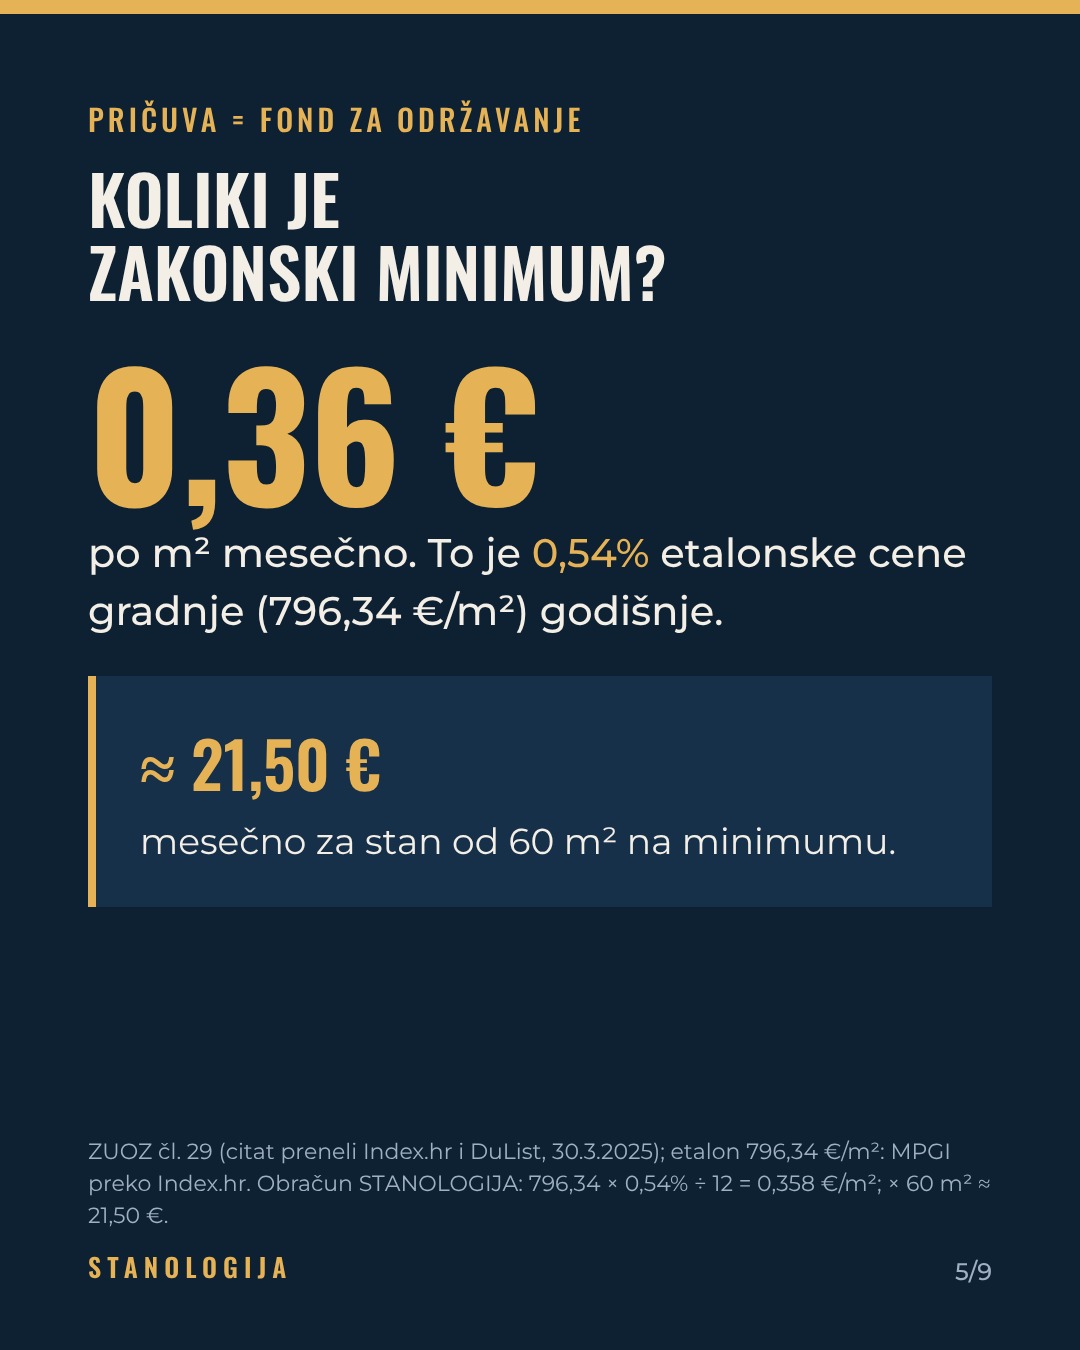 PRIČUVA = FOND ZA ODRŽAVANJE
KOLIKI JE
ZAKONSKI MINIMUM?
0,36 €
po m² mesečno. To je 0,54% etalonske cene
gradnje (796,34 €/m²) godišnje.
≈ 21,50 €
mesečno za stan od 60 m² na minimumu.
ZUOZ čl. 29 (citat preneli Index.hr i DuList, 30.3.2025); etalon 796,34 €/m²: MPGI
preko Index.hr. Obračun STANOLOGIJA: 796,34 × 0,54% ÷ 12 = 0,358 €/m²; × 60 m² ≈
21,50 €.
STANOLOGIJA
5/9